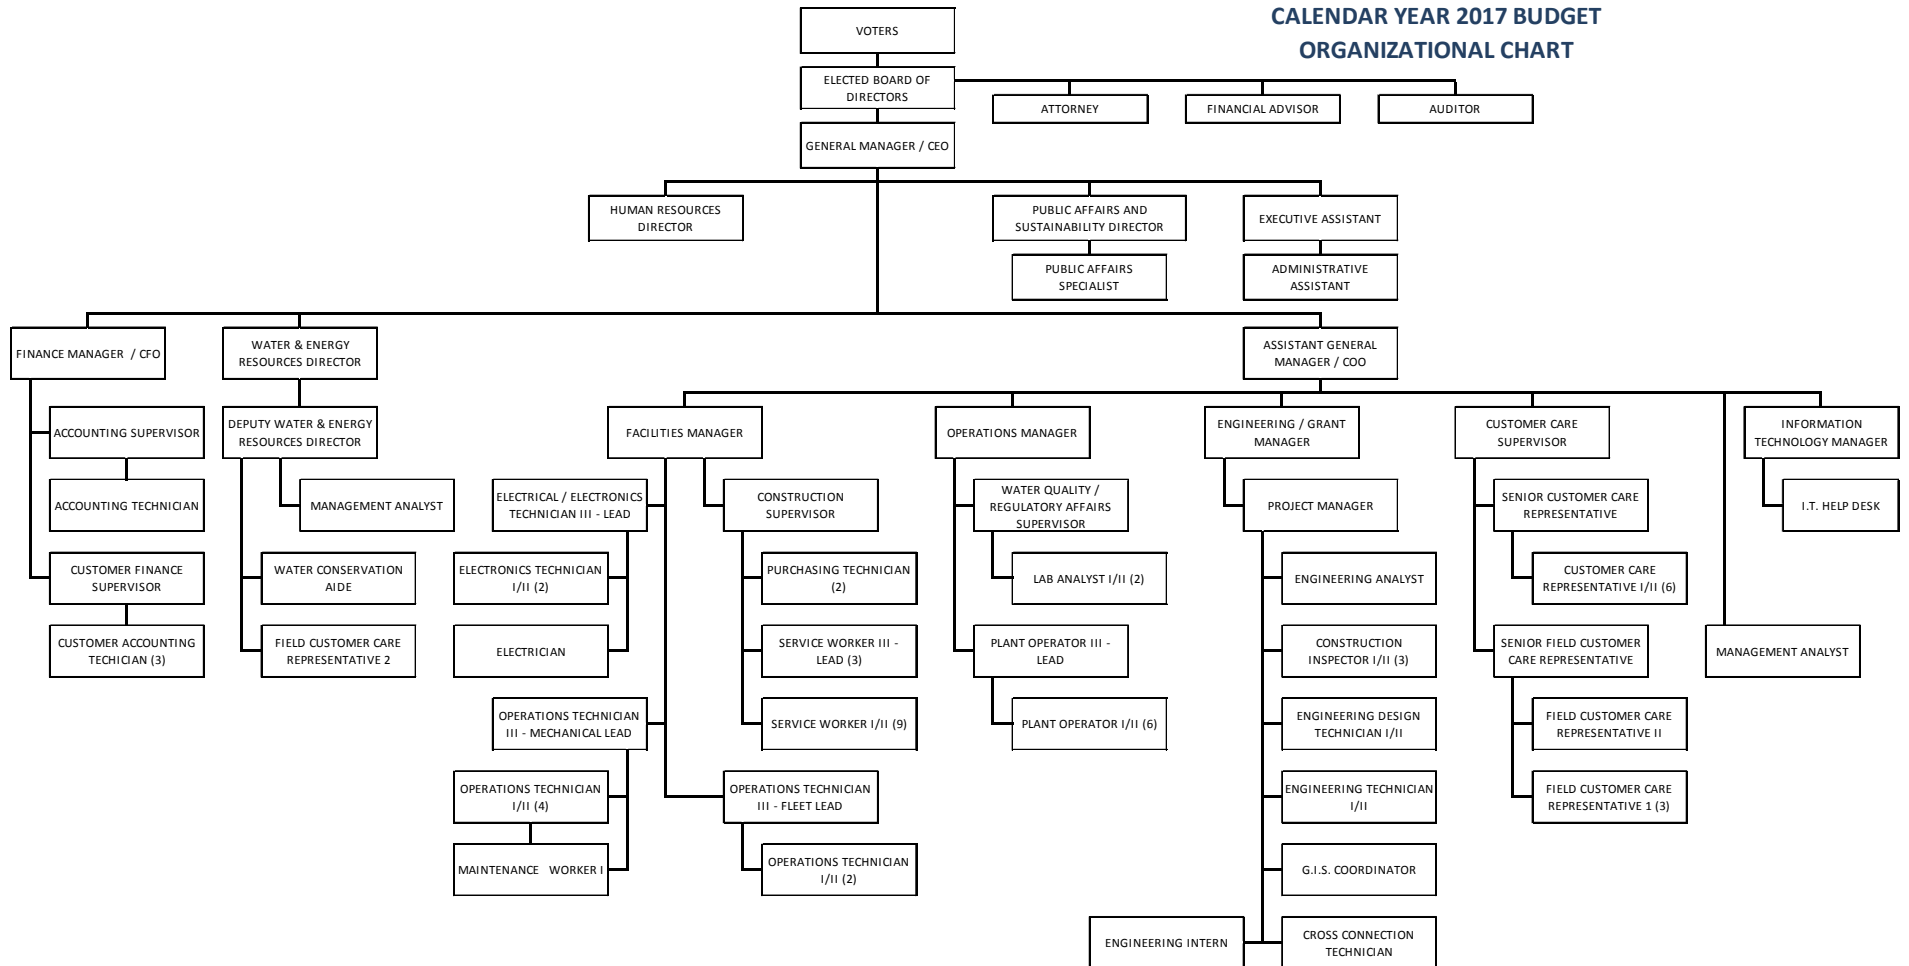 CALENDAR YEAR 2017 BUDGET
ORGANIZATIONAL CHART
VOTERS
ELECTED BOARD OF
DIRECTORS
ATTORNEY
FINANCIAL ADVISOR
AUDITOR
GENERAL MANAGER / CEO
HUMAN RESOURCES
DIRECTOR
PUBLIC AFFAIRS AND
SUSTAINABILITY DIRECTOR
EXECUTIVE ASSISTANT
PUBLIC AFFAIRS
SPECIALIST
ADMINISTRATIVE
ASSISTANT
FINANCE MANAGER / CFO
WATER & ENERGY
RESOURCES DIRECTOR
ASSISTANT GENERAL
MANAGER / COO
ACCOUNTING SUPERVISOR
DEPUTY WATER & ENERGY
RESOURCES DIRECTOR
FACILITIES MANAGER
OPERATIONS MANAGER
ENGINEERING / GRANT
MANAGER
CUSTOMER CARE
SUPERVISOR
INFORMATION
TECHNOLOGY MANAGER
ACCOUNTING TECHNICIAN
MANAGEMENT ANALYST
ELECTRICAL / ELECTRONICS
TECHNICIAN III - LEAD
CONSTRUCTION
SUPERVISOR
WATER QUALITY /
REGULATORY AFFAIRS
SUPERVISOR
PROJECT MANAGER
SENIOR CUSTOMER CARE
REPRESENTATIVE
I.T. HELP DESK
CUSTOMER FINANCE
SUPERVISOR
WATER CONSERVATION
AIDE
ELECTRONICS TECHNICIAN
I/II (2)
PURCHASING TECHNICIAN
(2)
LAB ANALYST I/II (2)
ENGINEERING ANALYST
CUSTOMER CARE
REPRESENTATIVE I/II (6)
CUSTOMER ACCOUNTING
TECHICIAN (3)
FIELD CUSTOMER CARE
REPRESENTATIVE 2
ELECTRICIAN
SERVICE WORKER III -
LEAD (3)
PLANT OPERATOR III -
LEAD
CONSTRUCTION
INSPECTOR I/II (3)
SENIOR FIELD CUSTOMER
CARE REPRESENTATIVE
MANAGEMENT ANALYST
OPERATIONS TECHNICIAN
III - MECHANICAL LEAD
SERVICE WORKER I/II (9)
PLANT OPERATOR I/II (6)
ENGINEERING DESIGN
TECHNICIAN I/II
FIELD CUSTOMER CARE
REPRESENTATIVE II
OPERATIONS TECHNICIAN
I/II (4)
OPERATIONS TECHNICIAN
III - FLEET LEAD
ENGINEERING TECHNICIAN
I/II
FIELD CUSTOMER CARE
REPRESENTATIVE 1 (3)
MAINTENANCE WORKER I
OPERATIONS TECHNICIAN
I/II (2)
G.I.S. COORDINATOR
ENGINEERING INTERN
CROSS CONNECTION
TECHNICIAN